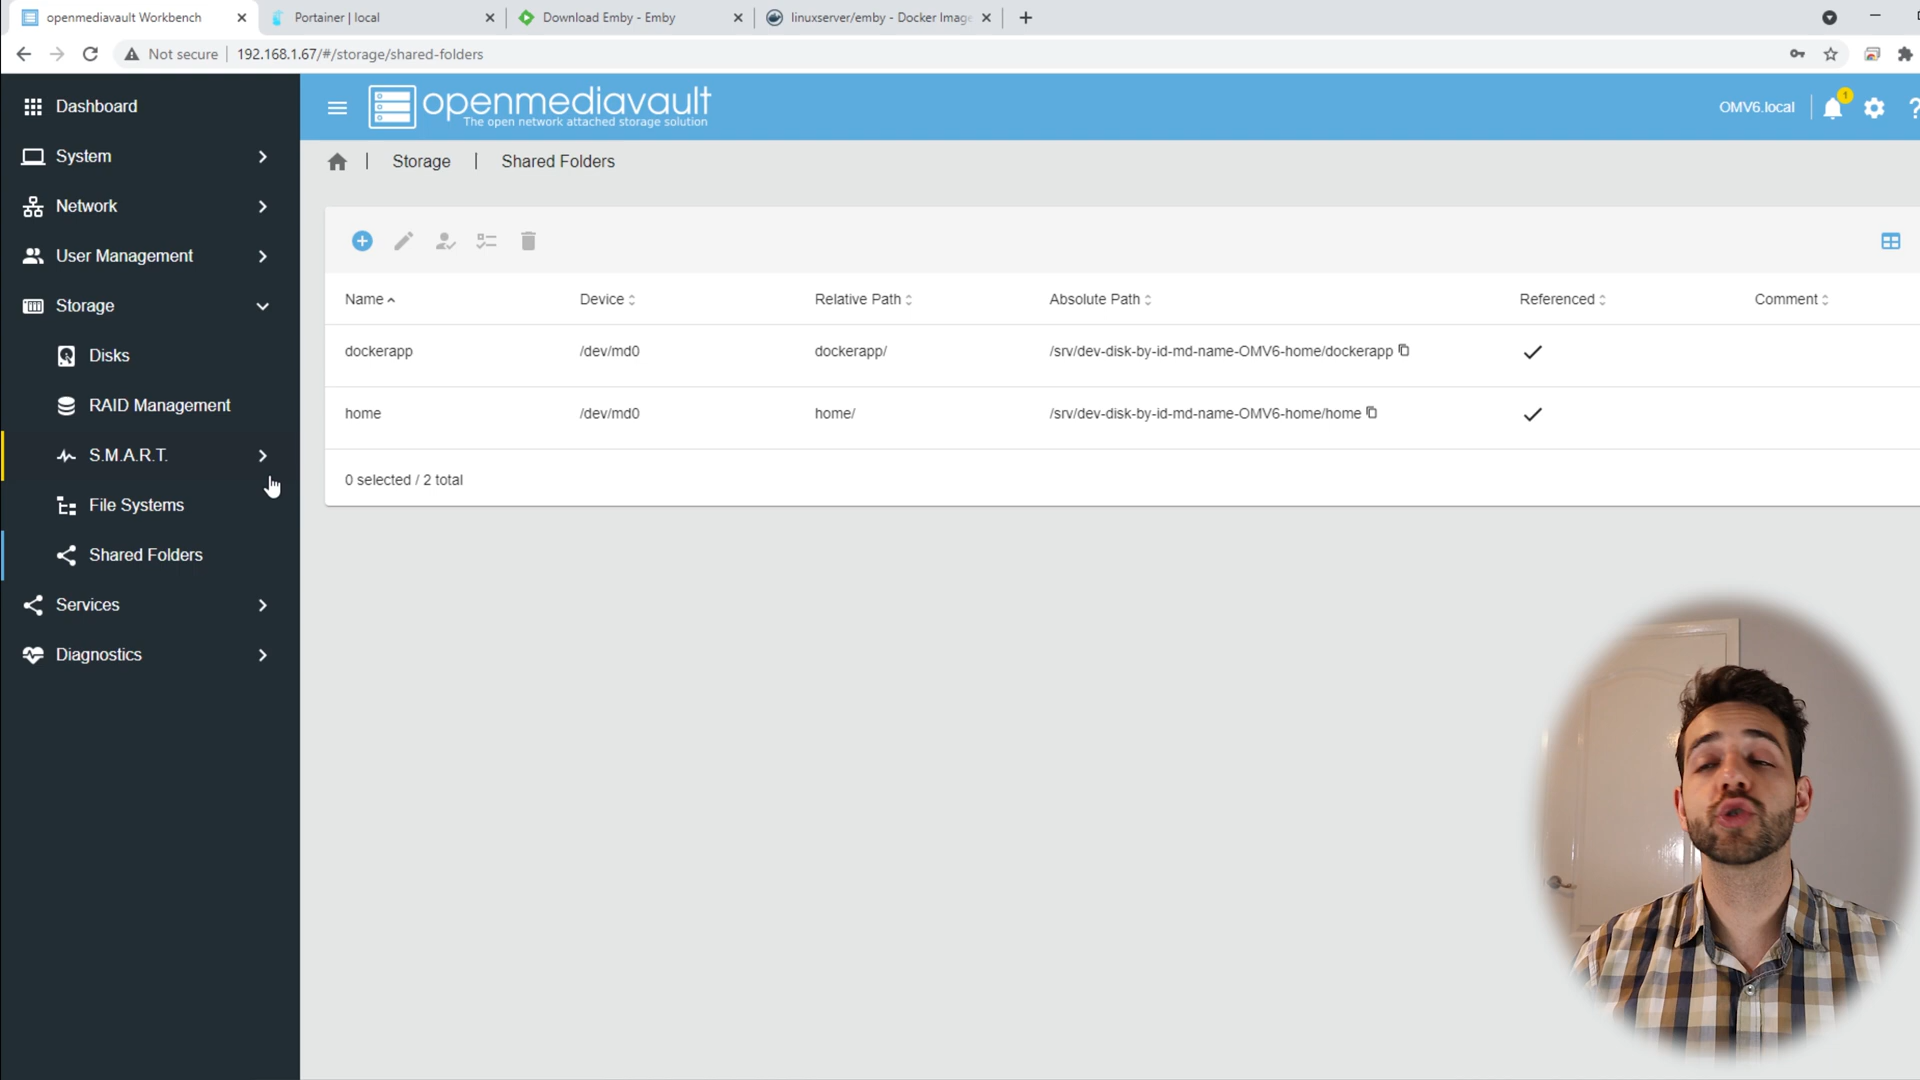 openmediavault Workbench
Portainer | local
Download Emby - Emby
linuxserver/emby - Docker Image
Not secure
192.168.1.67/#/storage/shared-folders
Dashboard
System
Network
User Management
Storage
Disks
RAID Management
S.M.A.R.T.
File Systems
Shared Folders
Services
Diagnostics
openmediavault
The open network attached storage solution
OMV6.local
1
Storage | Shared Folders
Name Device Relative Path Absolute Path Referenced Comment
dockerapp /dev/md0 dockerapp/ /srv/dev-disk-by-id-md-name-OMV6-home/dockerapp
home /dev/md0 home/ /srv/dev-disk-by-id-md-name-OMV6-home/home
0 selected / 2 total